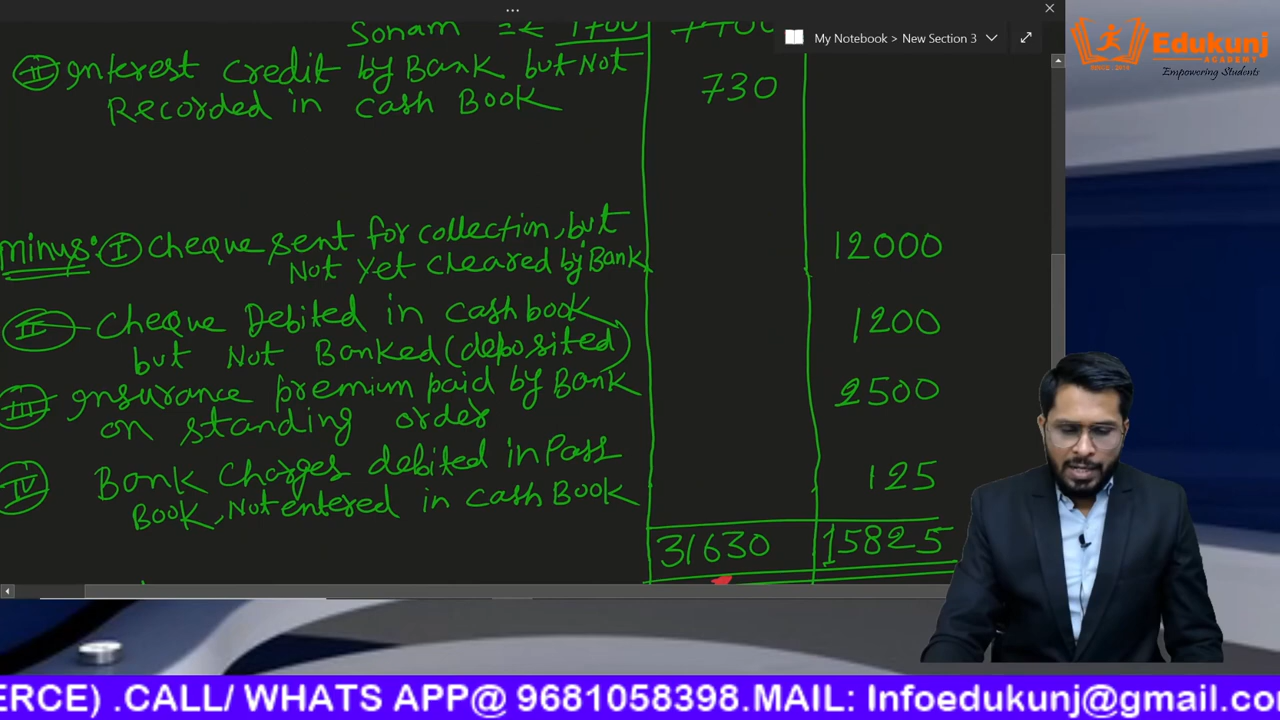 ...
My Notebook > New Section 3
Edukunj
ACADEMY
Empowering Students
Sonam = 1700
II interest credit by Bank but Not 730
Recorded in cash Book
minus: I cheque sent for collection, but 12000
Not yet cleared by Bank
II cheque Debited in cash book 1200
but Not Banked (deposited)
III insurance premium paid by Bank 2500
on standing order
IV Bank charges debited in Pass 125
Book, Not entered in cash Book
31630 15825
ERCE) .CALL/ WHATS APP@ 9681058398.MAIL: Infoedukunj@gmail.co